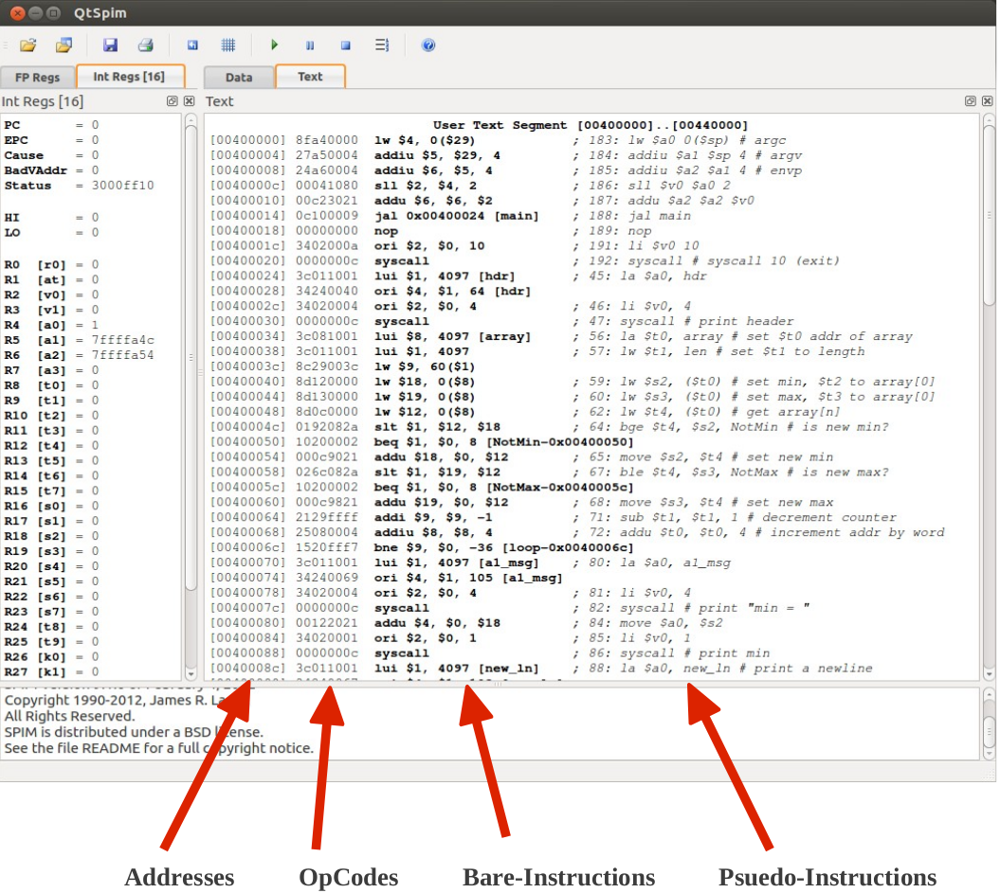 QtSpim
FP Regs
Int Regs [16]
Data
Text
Int Regs [16]
Text
PC = 0
EPC = 0
Cause = 0
BadVAddr = 0
Status = 3000ff10
HI = 0
LO = 0
R0 [r0] = 0
R1 [at] = 0
R2 [v0] = 0
R3 [v1] = 0
R4 [a0] = 1
R5 [a1] = 7ffffa4c
R6 [a2] = 7ffffa54
R7 [a3] = 0
R8 [t0] = 0
R9 [t1] = 0
R10 [t2] = 0
R11 [t3] = 0
R12 [t4] = 0
R13 [t5] = 0
R14 [t6] = 0
R15 [t7] = 0
R16 [s0] = 0
R17 [s1] = 0
R18 [s2] = 0
R19 [s3] = 0
R20 [s4] = 0
R21 [s5] = 0
R22 [s6] = 0
R23 [s7] = 0
R24 [t8] = 0
R25 [t9] = 0
R26 [k0] = 0
R27 [k1] = 0
User Text Segment [00400000]..[00440000]
[00400000] 8fa40000 lw $4, 0($29) ; 183: lw $a0 0($sp) # argc
[00400004] 27a50004 addiu $5, $29, 4 ; 184: addiu $a1 $sp 4 # argv
[00400008] 24a60004 addiu $6, $5, 4 ; 185: addiu $a2 $a1 4 # envp
[0040000c] 00041080 sll $2, $4, 2 ; 186: sll $v0 $a0 2
[00400010] 00c23021 addu $6, $6, $2 ; 187: addu $a2 $a2 $v0
[00400014] 0c100009 jal 0x00400024 [main] ; 188: jal main
[00400018] 00000000 nop ; 189: nop
[0040001c] 3402000a ori $2, $0, 10 ; 191: li $v0 10
[00400020] 0000000c syscall ; 192: syscall # syscall 10 (exit)
[00400024] 3c011001 lui $1, 4097 [hdr] ; 45: la $a0, hdr
[00400028] 34240040 ori $4, $1, 64 [hdr]
[0040002c] 34020004 ori $2, $0, 4 ; 46: li $v0, 4
[00400030] 0000000c syscall ; 47: syscall # print header
[00400034] 3c081001 lui $8, 4097 [array] ; 56: la $t0, array # set $t0 addr of array
[00400038] 3c011001 lui $1, 4097 ; 57: lw $t1, len # set $t1 to length
[0040003c] 8c29003c lw $9, 60($1)
[00400040] 8d120000 lw $18, 0($8) ; 59: lw $s2, ($t0) # set min, $t2 to array[0]
[00400044] 8d130000 lw $19, 0($8) ; 60: lw $s3, ($t0) # set max, $t3 to array[0]
[00400048] 8d0c0000 lw $12, 0($8) ; 62: lw $t4, ($t0) # get array[n]
[0040004c] 0192082a slt $1, $12, $18 ; 64: bge $t4, $s2, NotMin # is new min?
[00400050] 10200002 beq $1, $0, 8 [NotMin-0x00400050]
[00400054] 000c9021 addu $18, $0, $12 ; 65: move $s2, $t4 # set new min
[00400058] 026c082a slt $1, $19, $12 ; 67: ble $t4, $s3, NotMax # is new max?
[0040005c] 10200002 beq $1, $0, 8 [NotMax-0x0040005c]
[00400060] 000c9821 addu $19, $0, $12 ; 68: move $s3, $t4 # set new max
[00400064] 2129ffff addi $9, $9, -1 ; 71: sub $t1, $t1, 1 # decrement counter
[00400068] 25080004 addiu $8, $8, 4 ; 72: addu $t0, $t0, 4 # increment addr by word
[0040006c] 1520fff7 bne $9, $0, -36 [loop-0x0040006c]
[00400070] 3c011001 lui $1, 4097 [a1_msg] ; 80: la $a0, a1_msg
[00400074] 34240069 ori $4, $1, 105 [a1_msg]
[00400078] 34020004 ori $2, $0, 4 ; 81: li $v0, 4
[0040007c] 0000000c syscall ; 82: syscall # print "min = "
[00400080] 00122021 addu $4, $0, $18 ; 84: move $a0, $s2
[00400084] 34020001 ori $2, $0, 1 ; 85: li $v0, 1
[00400088] 0000000c syscall ; 86: syscall # print min
[0040008c] 3c011001 lui $1, 4097 [new_ln] ; 88: la $a0, new_ln # print a newline
Copyright 1990-2012, James R. La
All Rights Reserved.
SPIM is distributed under a BSD license.
See the file README for a full copyright notice.
Addresses
OpCodes
Bare-Instructions
Psuedo-Instructions